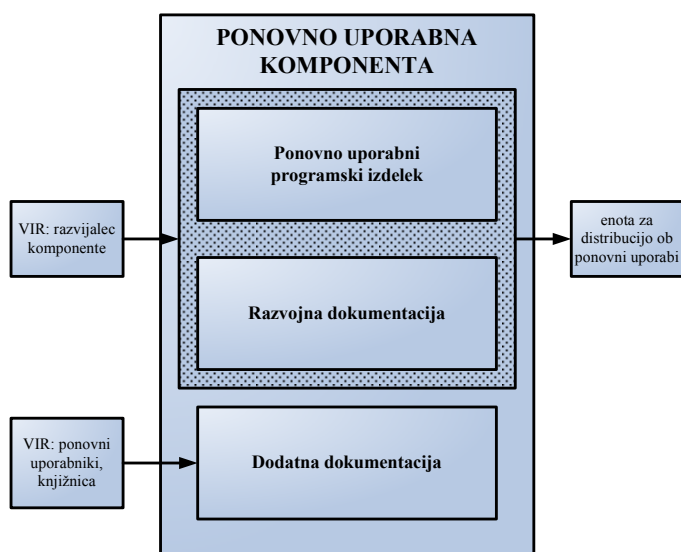 PONOVNO UPORABNA
KOMPONENTA
Ponovno uporabni
programski izdelek
VIR: razvijalec
komponente
enota za
distribucijo ob
ponovni uporabi
Razvojna dokumentacija
VIR: ponovni
uporabniki,
knjižnica
Dodatna dokumentacija